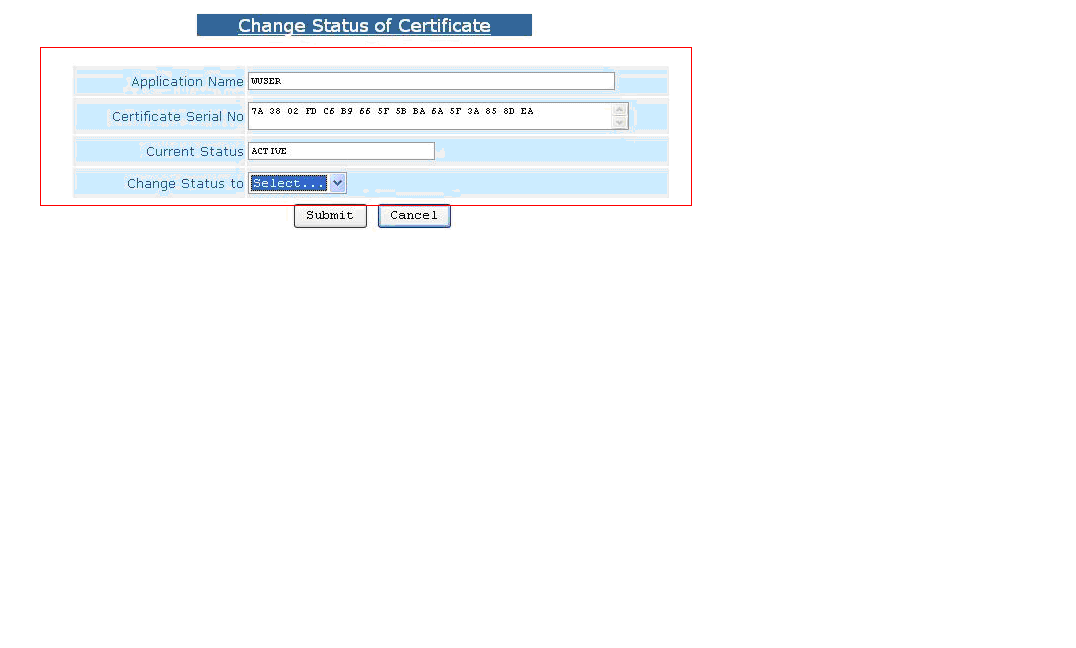 Change Status of Certificate
Application Name WUSER
Certificate Serial No 7A 38 02 FD C6 B9 66 5F 5B BA 6A 5F 3A 85 8D EA
Current Status ACTIVE
Change Status to Select...
Submit Cancel